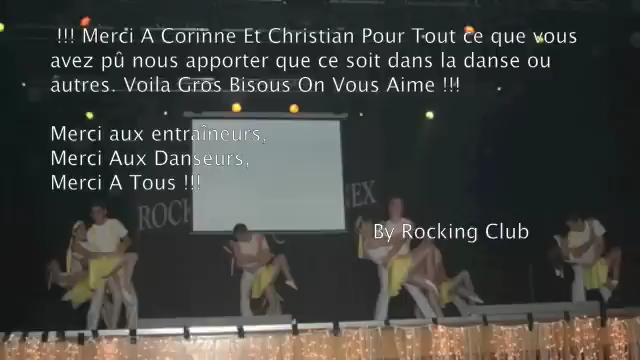 !!! Merci A Corinne Et Christian Pour Tout ce que vous
avez pû nous apporter que ce soit dans la danse ou
autres. Voila Gros Bisous On Vous Aime !!!
Merci aux entraîneurs,
Merci Aux Danseurs,
Merci A Tous !!!
By Rocking Club